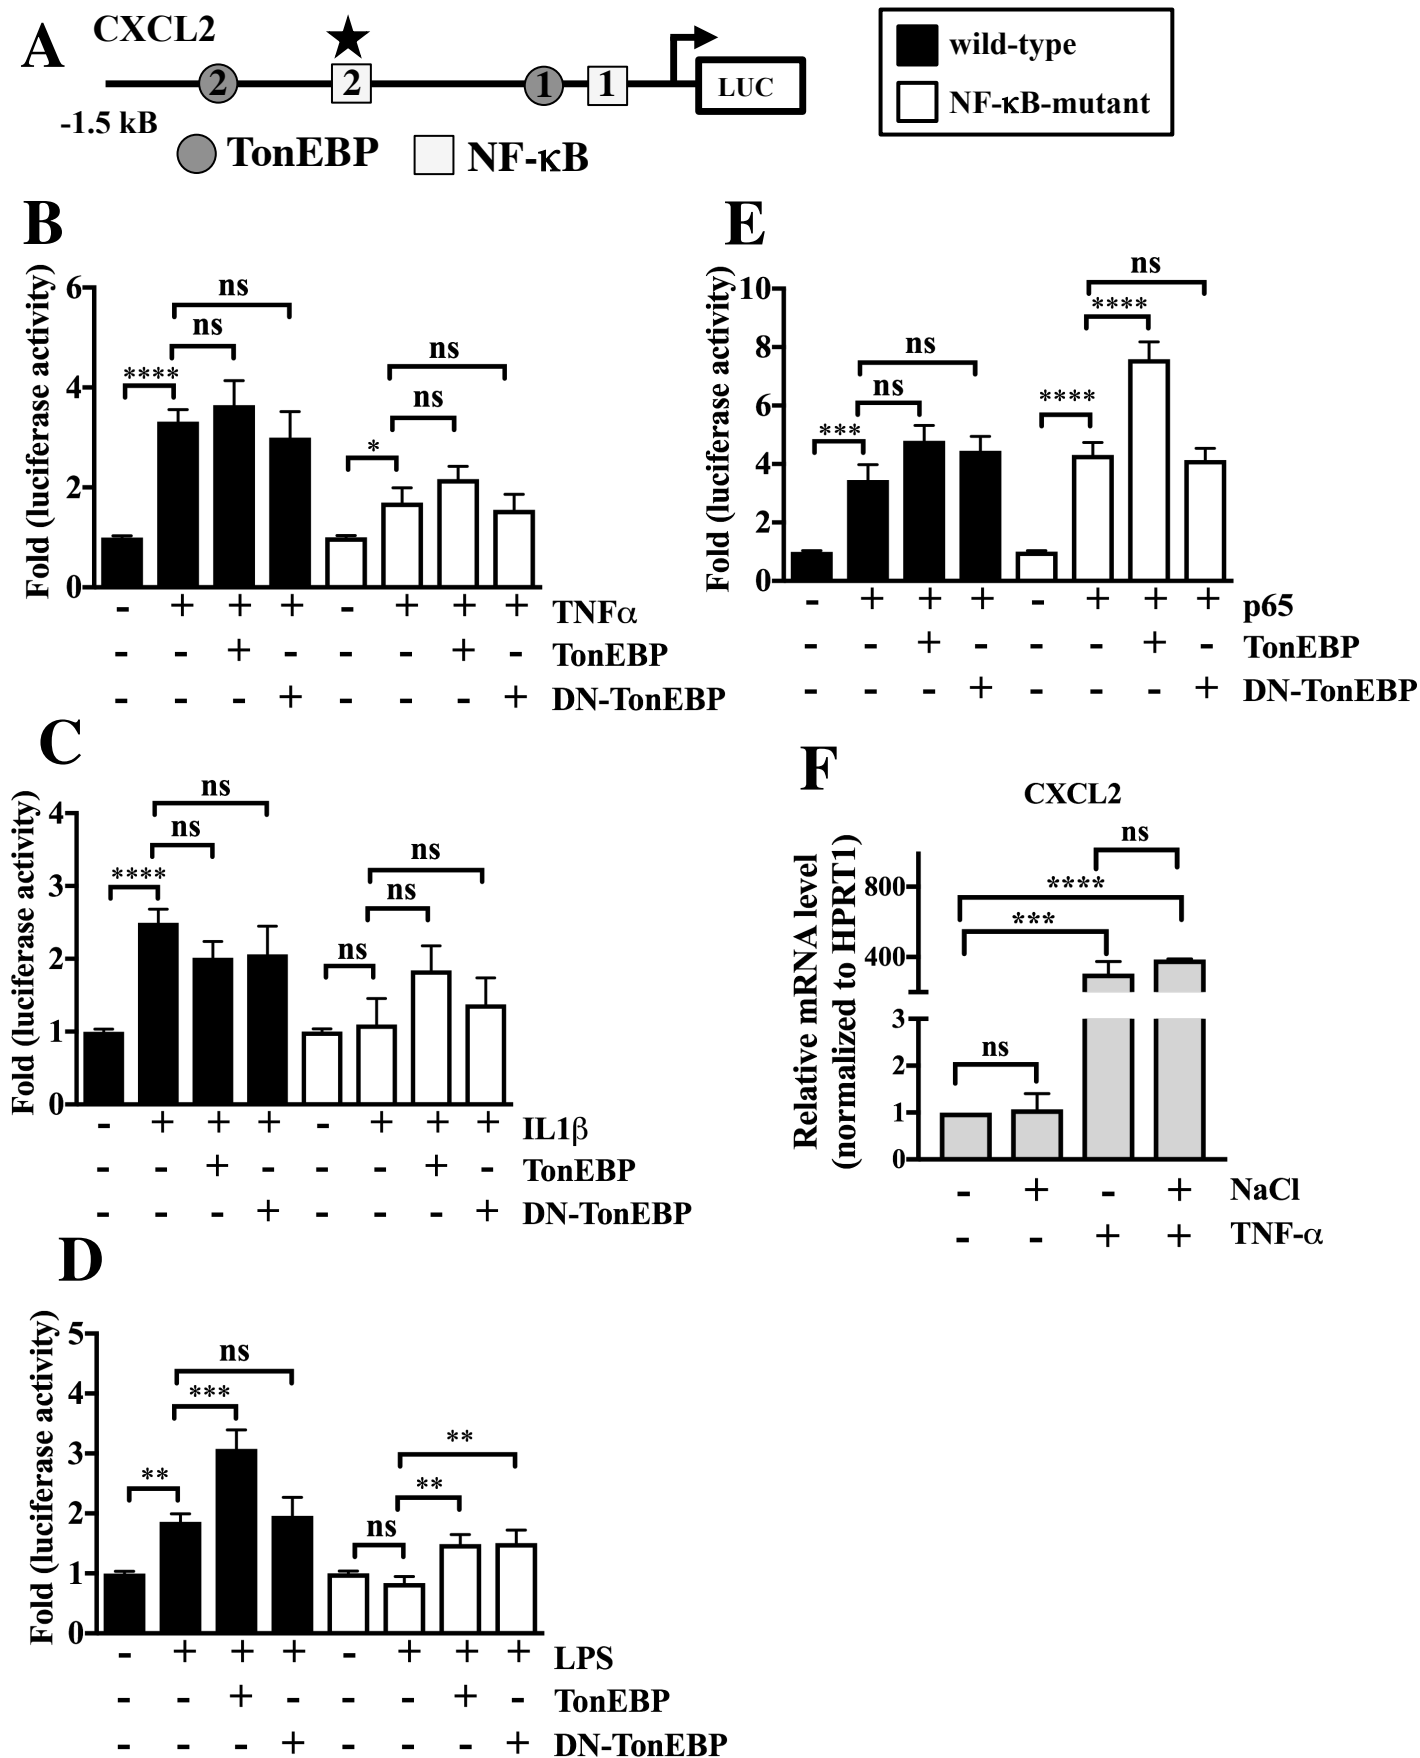 A
CXCL2
★
2 2 1 1 LUC
-1.5 kB
TonEBP NF-κB
wild-type
NF-κB-mutant
B
Fold (luciferase activity)
6
4
2
0
ns
ns
****
ns
ns
*
- + + + - + + + TNFα
- - + - - - + - TonEBP
- - - + - - - + DN-TonEBP
C
Fold (luciferase activity)
4
3
2
1
0
ns
ns
****
ns
ns
ns
- + + + - + + + IL1β
- - + - - - + - TonEBP
- - - + - - - + DN-TonEBP
D
Fold (luciferase activity)
5
4
3
2
1
0
ns
***
**
**
**
ns
- + + + - + + + LPS
- - + - - - + - TonEBP
- - - + - - - + DN-TonEBP
E
Fold (luciferase activity)
10
8
6
4
2
0
ns
ns
***
ns
****
****
- + + + - + + + p65
- - + - - - + - TonEBP
- - - + - - - + DN-TonEBP
F
CXCL2
Relative mRNA level
(normalized to HPRT1)
800
400
3
2
1
0
ns
****
***
ns
- + - + NaCl
- - + + TNF-α